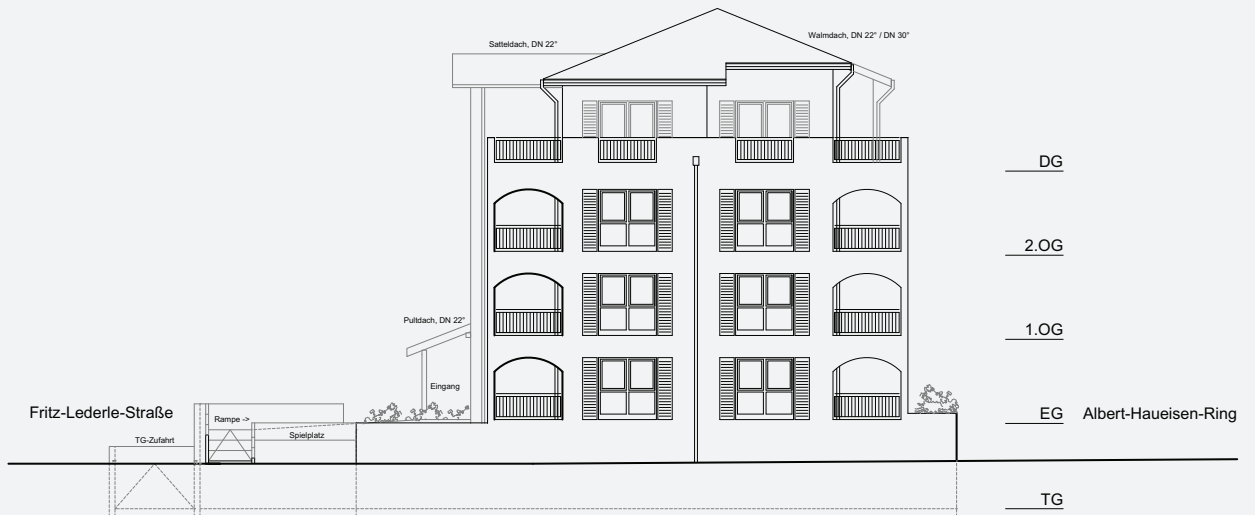 Satteldach, DN 22°
Walmdach, DN 22° / DN 30°
DG
2.OG
Pultdach, DN 22°
1.OG
Eingang
Fritz-Lederle-Straße
Rampe ->
EG
Albert-Haueisen-Ring
TG-Zufahrt
Spielplatz
TG